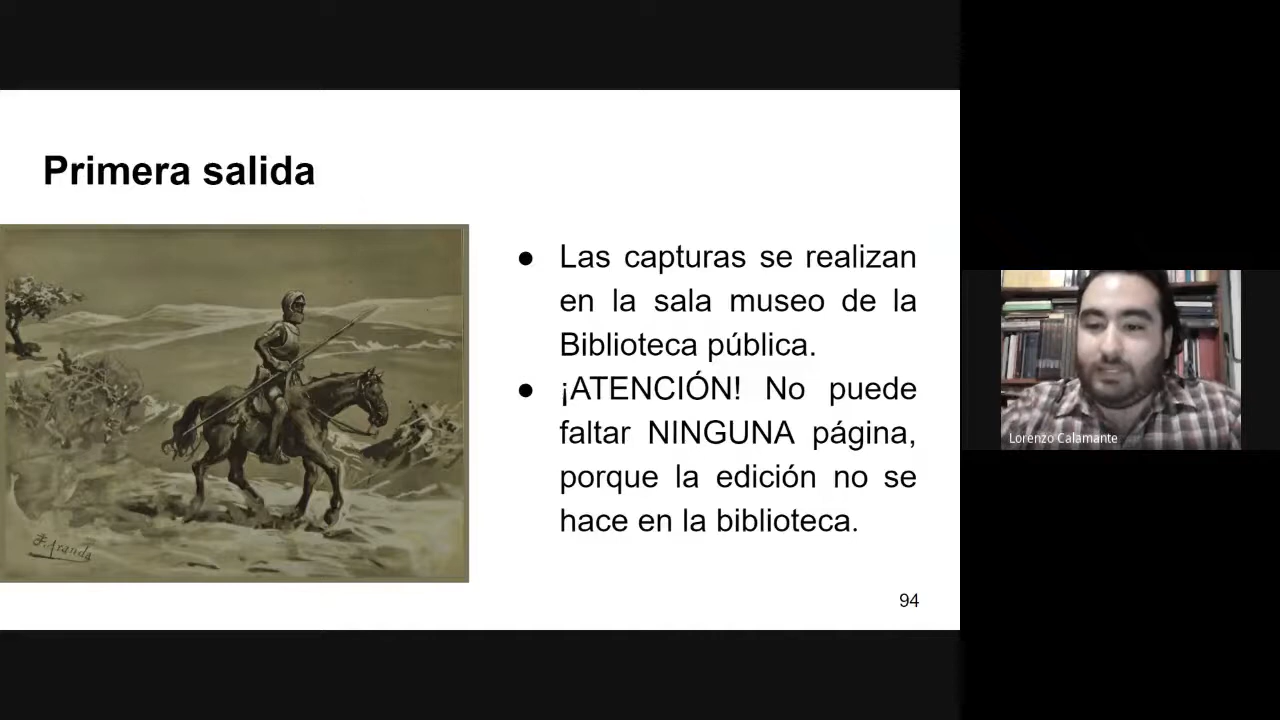 Primera salida
● Las capturas se realizan
en la sala museo de la
Biblioteca pública.
● ¡ATENCIÓN! No puede
faltar NINGUNA página,
porque la edición no se
hace en la biblioteca.
F. Aranda
94
Lorenzo Calamante